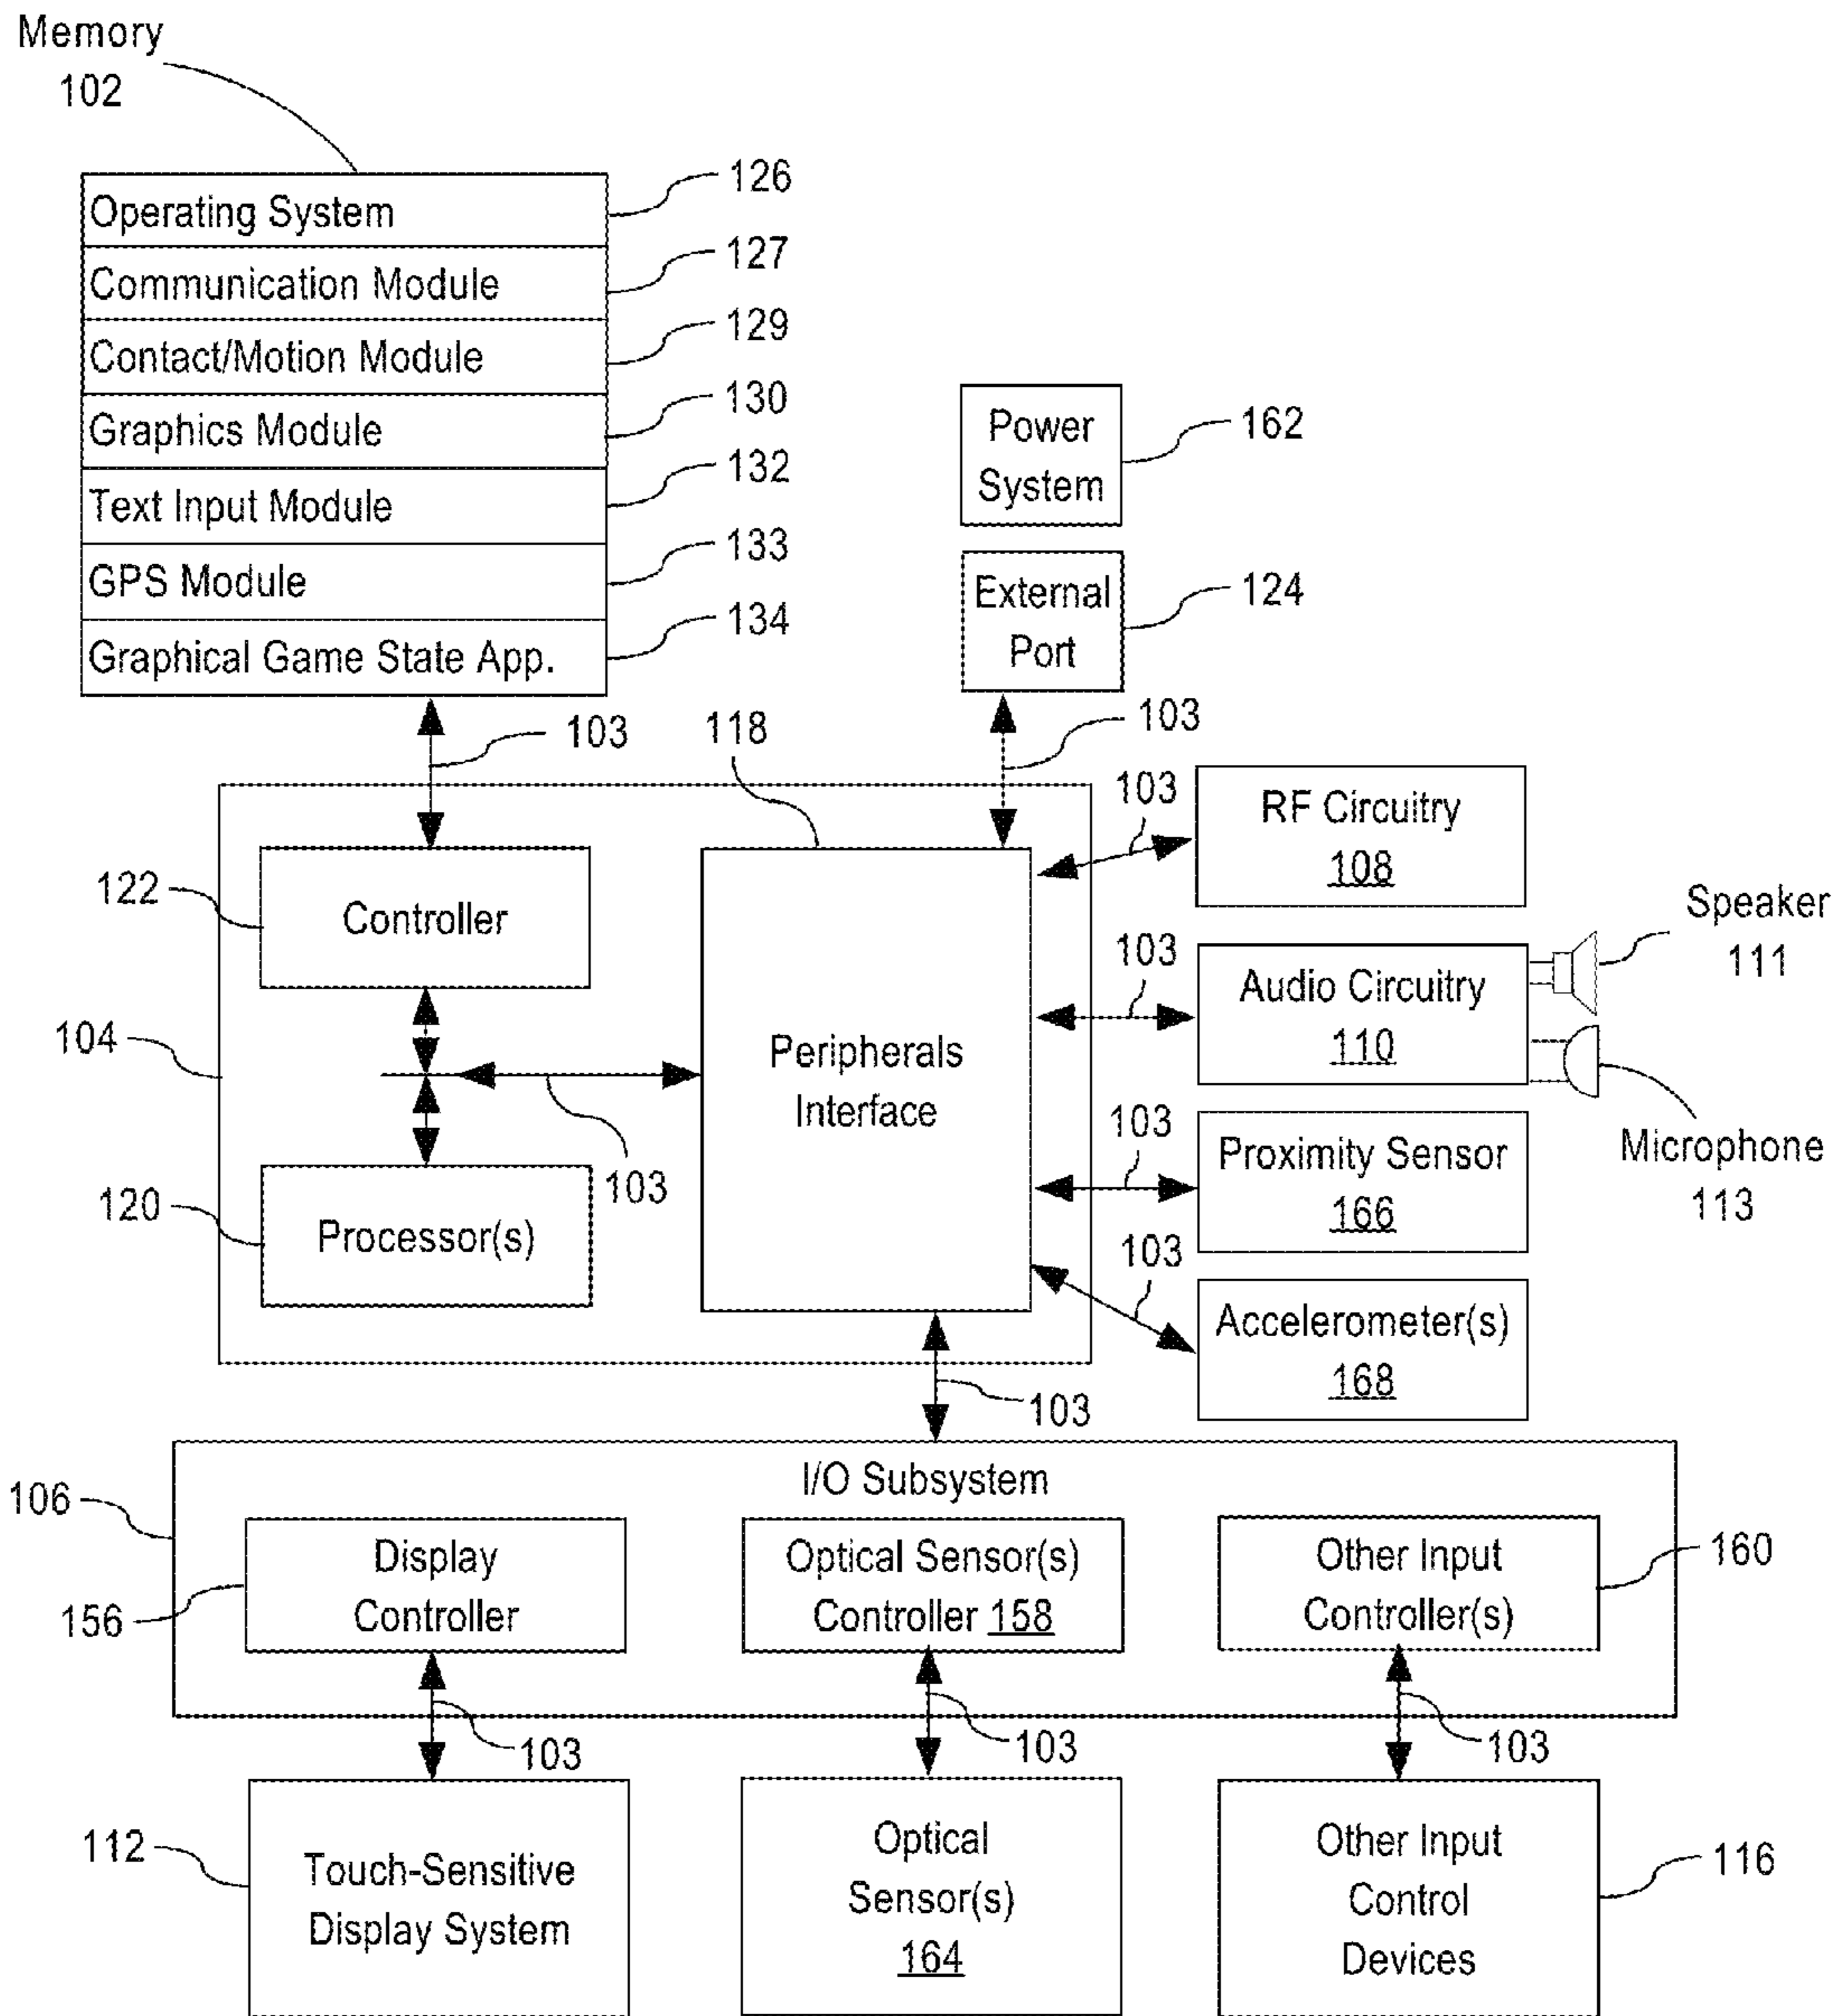 Memory
102
Operating System
126
Communication Module
127
Contact/Motion Module
129
Graphics Module
130
Text Input Module
132
GPS Module
133
Graphical Game State App.
134
Power
System
162
External
Port
124
103
118
103
103
RF Circuitry
108
122
Controller
Speaker
111
103
Audio Circuitry
110
104
Peripherals
Interface
103
103
Proximity Sensor
166
Microphone
113
120
Processor(s)
103
Accelerometer(s)
168
103
106
I/O Subsystem
Display
Controller
156
Optical Sensor(s)
Controller 158
Other Input
Controller(s)
160
103
103
103
112
Touch-Sensitive
Display System
Optical
Sensor(s)
164
Other Input
Control
Devices
116